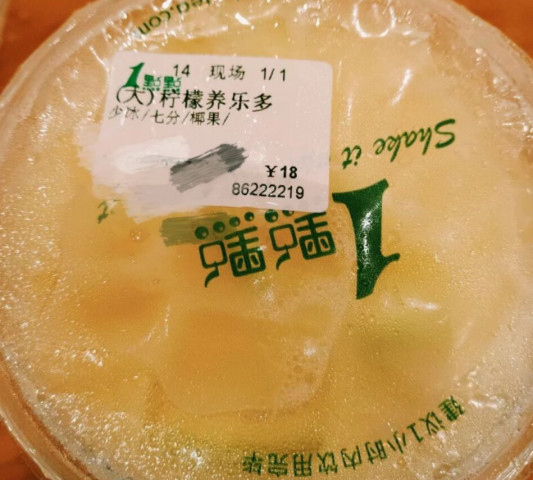 1點點 14 现场 1/1
(大)柠檬养乐多
少冰/七分/椰果/
¥18
86222219
Shake it
1點點
建议1小时内饮用完毕